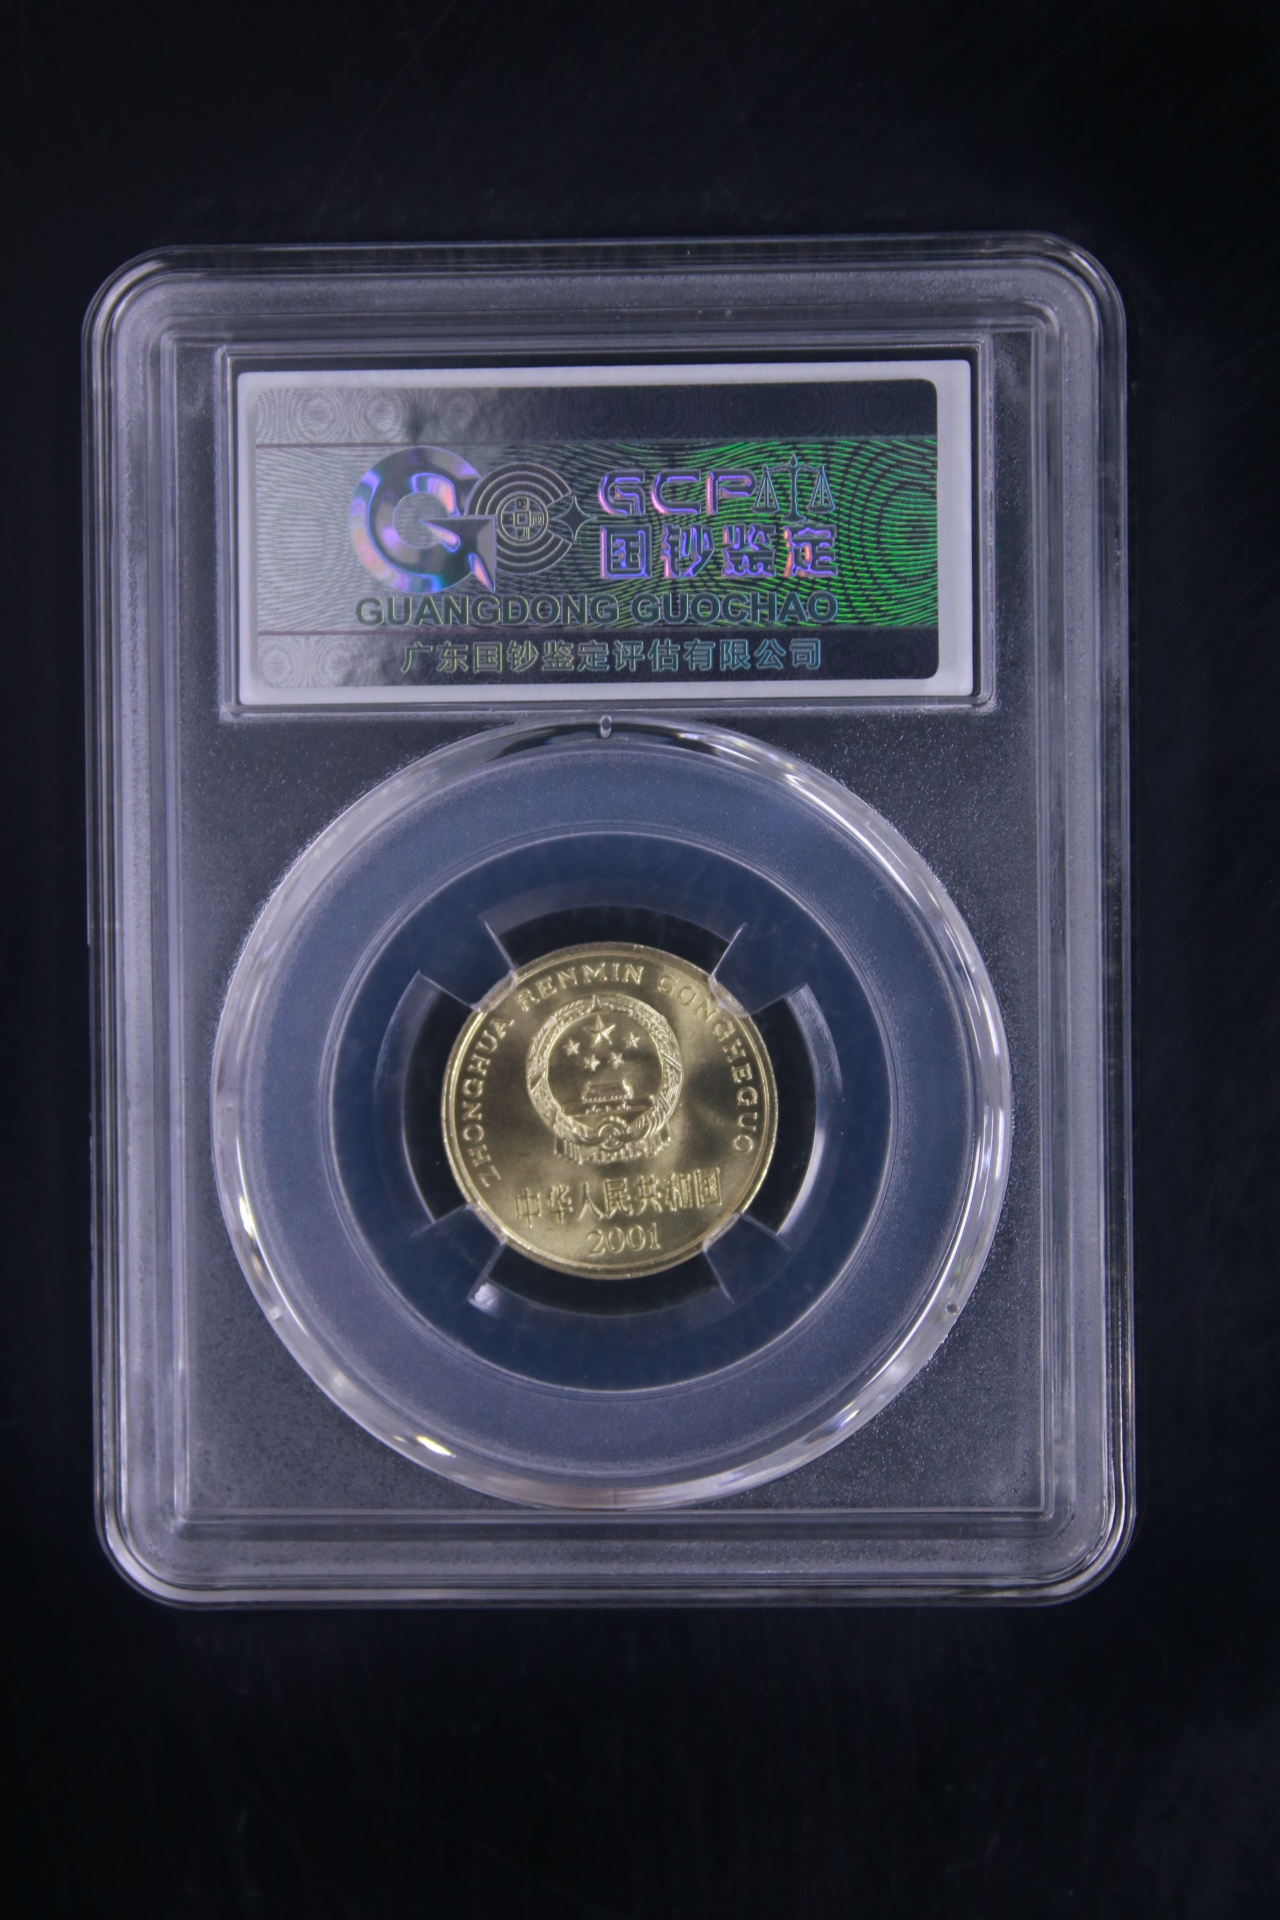 GCP
国钞鉴定
GUANGDONG GUOCHAO
广东国钞鉴定评估有限公司
ZHONGHUA RENMIN GONGHEGUO
中华人民共和国
2001